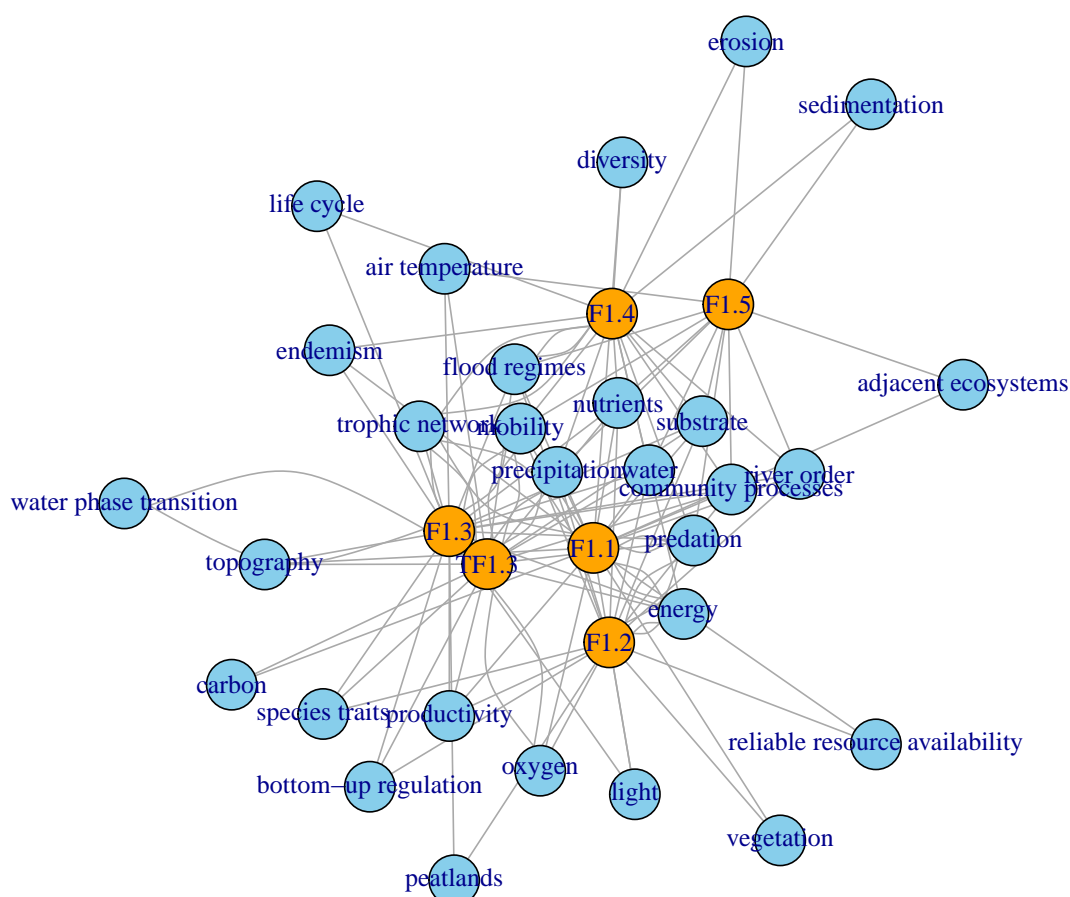 erosion
sedimentation
diversity
life cycle
air temperature
F1.4
F1.5
endemism
flood regimes
adjacent ecosystems
nutrients
trophic network
mobility
substrate
precipitation
water
community processes
river order
water phase transition
F1.3
TF1.3
F1.1
predation
topography
energy
F1.2
carbon
species traits
productivity
reliable resource availability
oxygen
bottom−up regulation
light
vegetation
peatlands